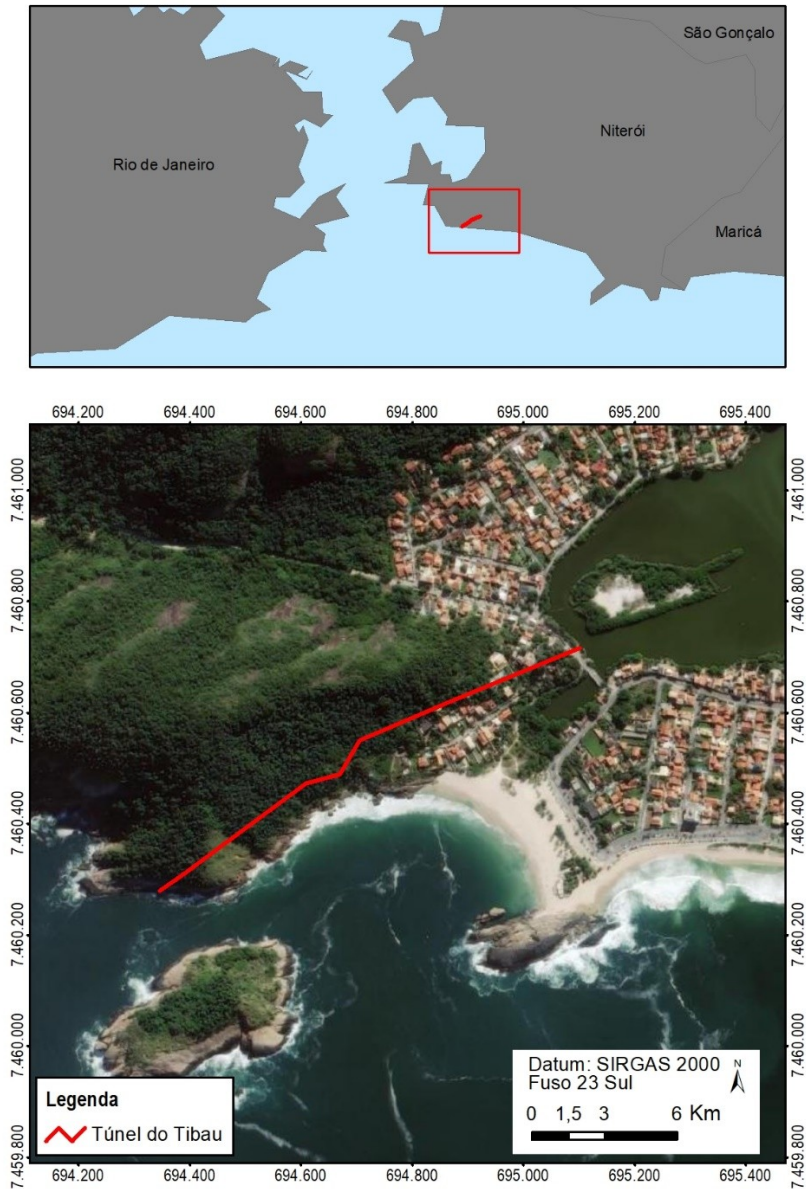 São Gonçalo
Niterói
Rio de Janeiro
Maricá
694.200 694.400 694.600 694.800 695.000 695.200 695.400
7.461.000 7.461.000
7.460.800 7.460.800
7.460.600 7.460.600
7.460.400 7.460.400
7.460.200 7.460.200
7.460.000 7.460.000
7.459.800 7.459.800
Datum: SIRGAS 2000 N
Fuso 23 Sul
0 1,5 3 6 Km
Legenda
Túnel do Tibau
694.200 694.400 694.600 694.800 695.000 695.200 695.400